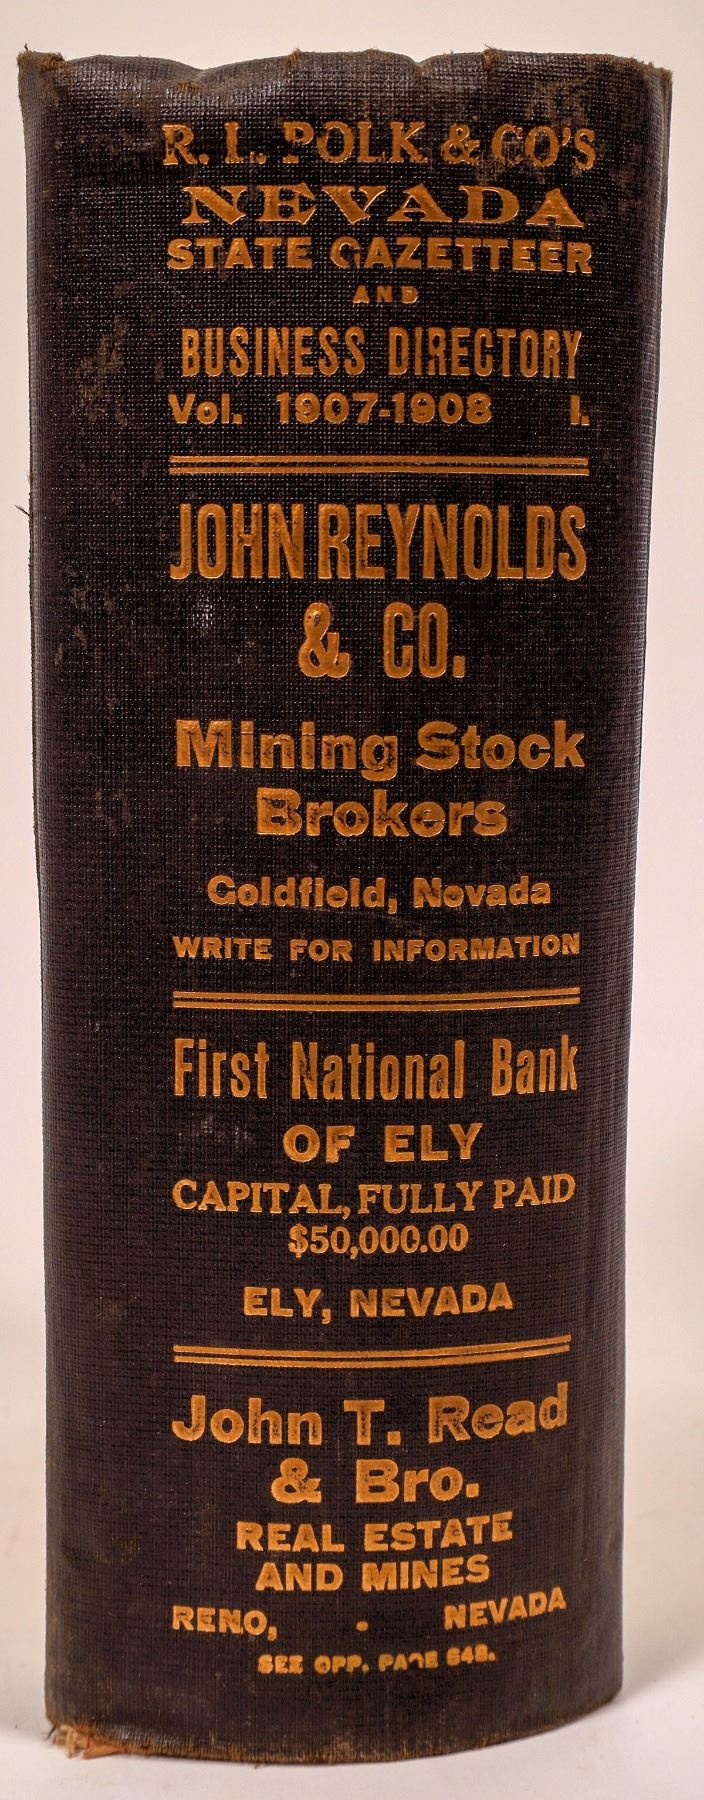 R. L. POLK & CO'S
NEVADA
STATE GAZETTEER
AND
BUSINESS DIRECTORY
Vol. 1907-1908 I.
JOHN REYNOLDS
& CO.
Mining Stock
Brokers
Goldfield, Nevada
WRITE FOR INFORMATION
First National Bank
OF ELY
CAPITAL, FULLY PAID
$50,000.00
ELY, NEVADA
John T. Read
& Bro.
REAL ESTATE
AND MINES
RENO, - NEVADA
SEE OPP. PAGE 648.